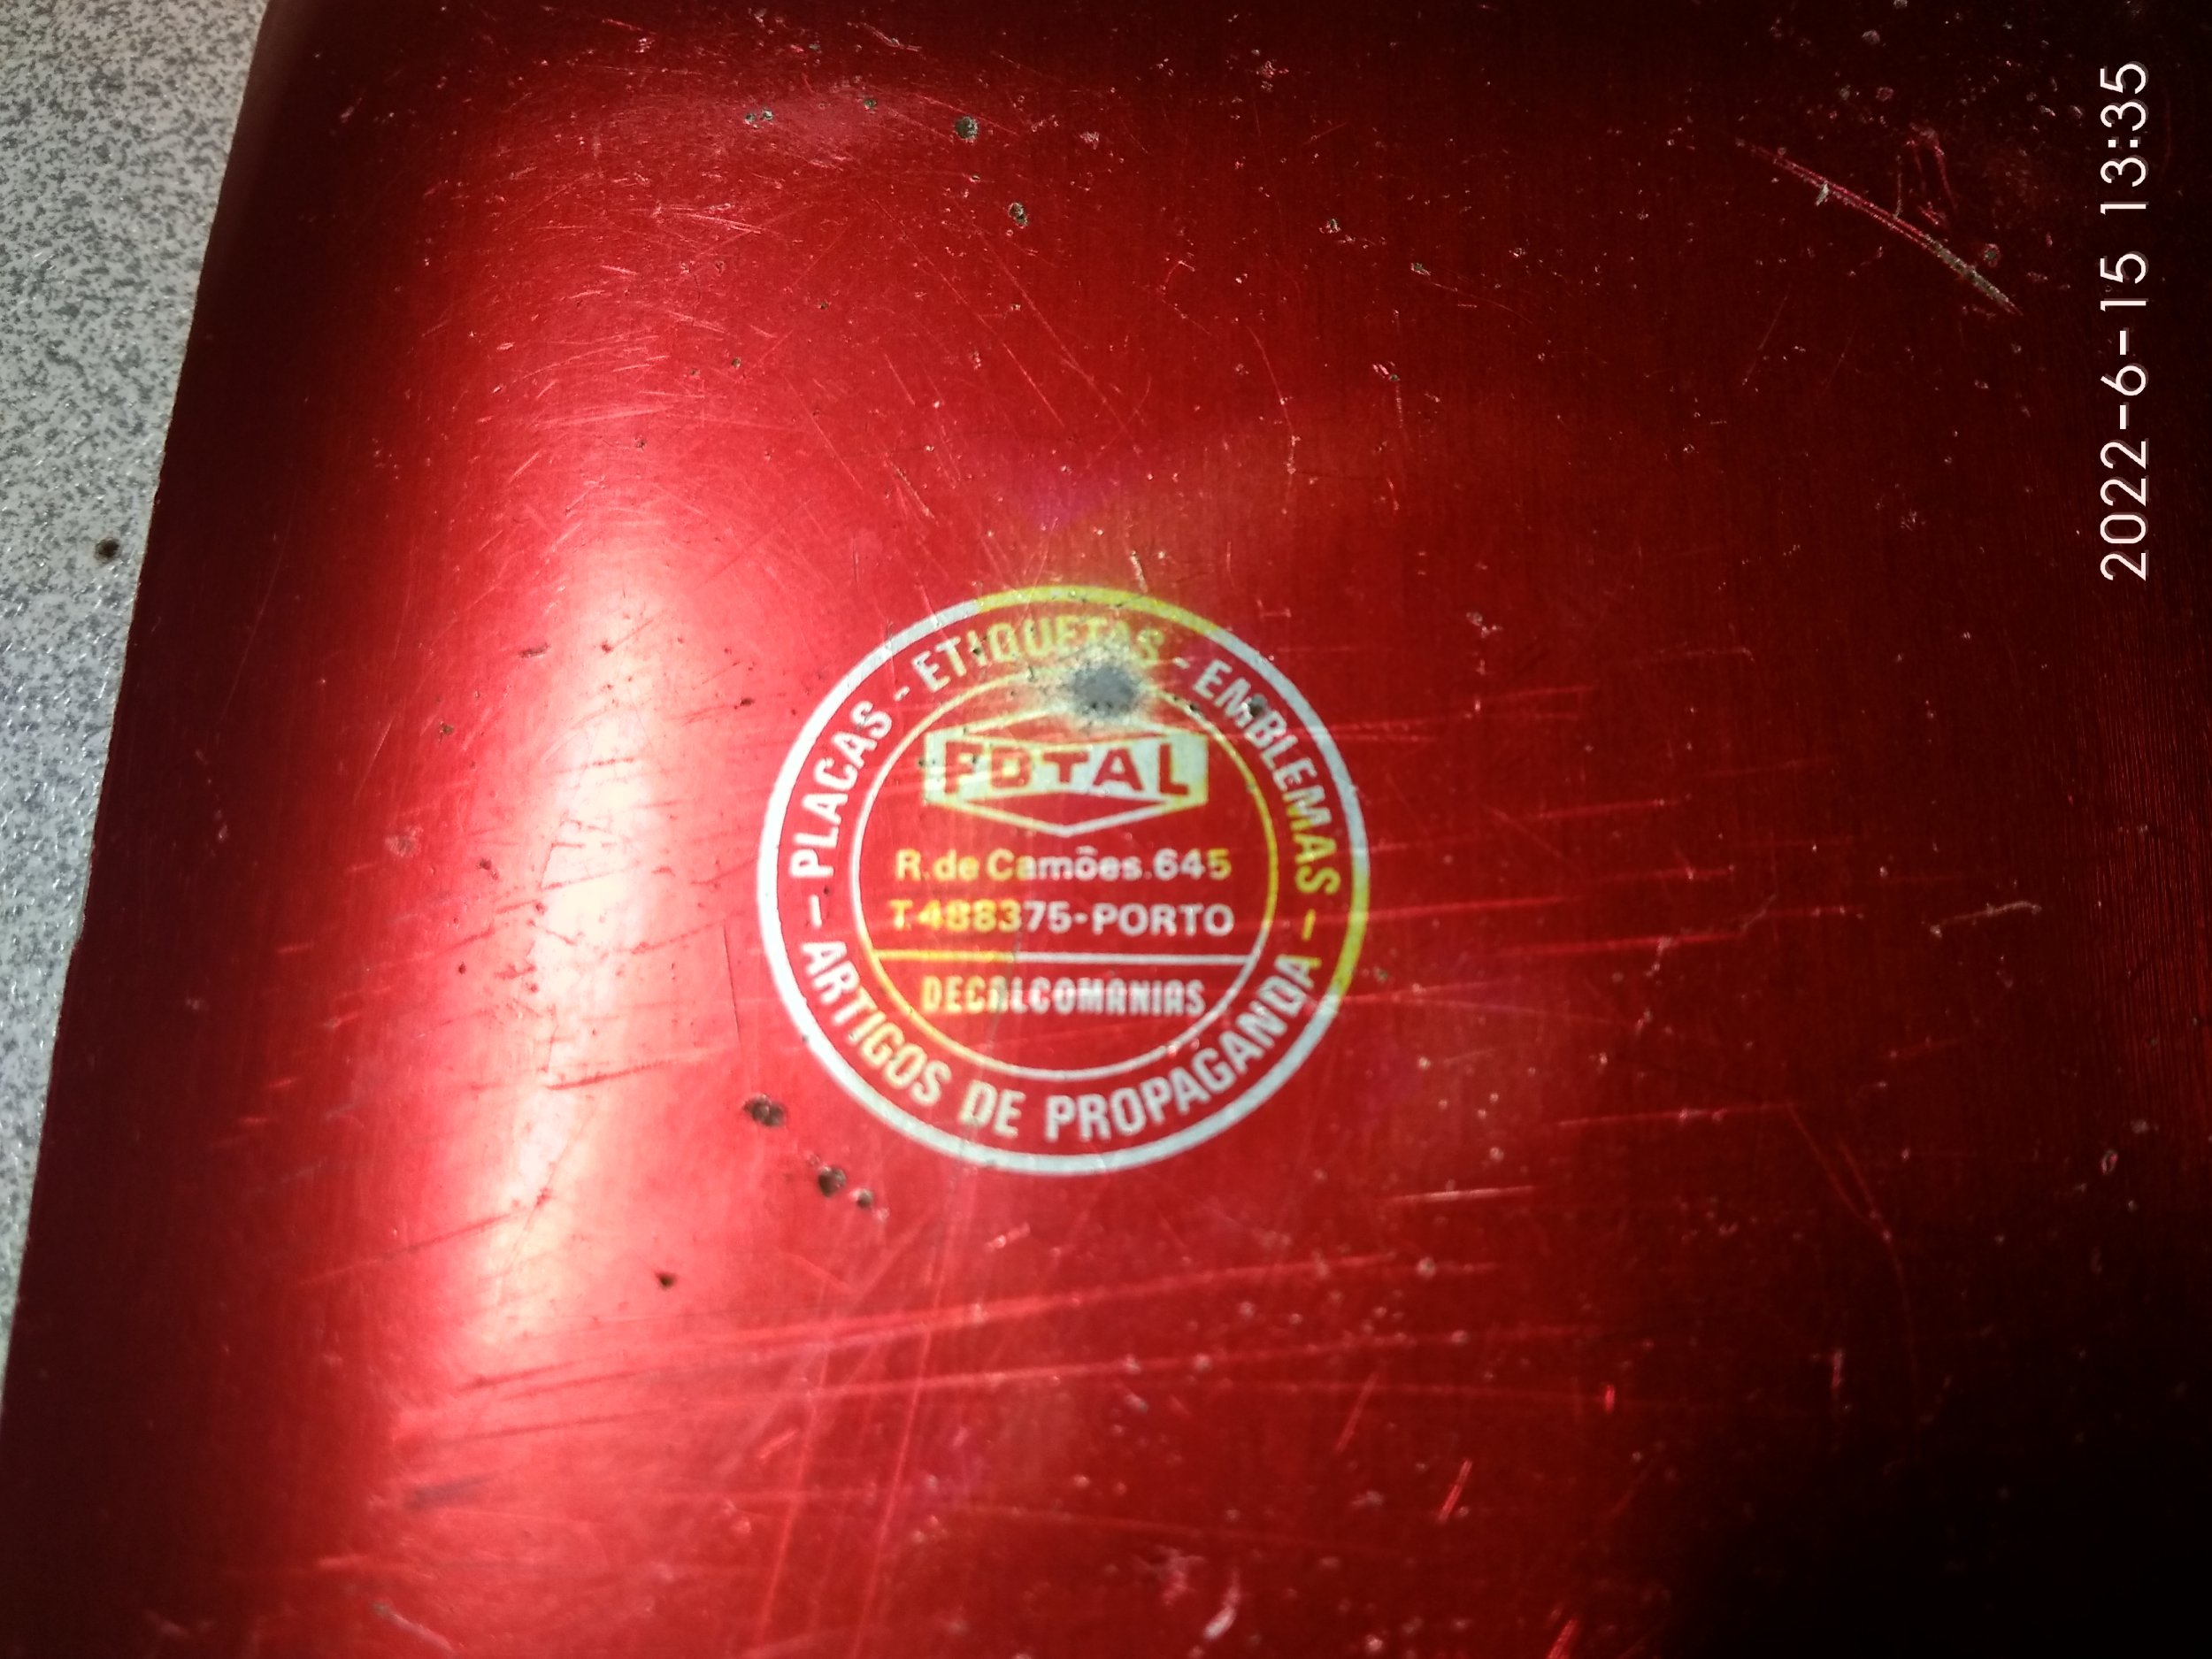 PLACAS - ETIQUETAS - EMBLEMAS -
FOTAL
R. de Camões. 645
T. 488375 - PORTO
DECALCOMANIAS
ARTIGOS DE PROPAGANDA -
2022-6-15 13:35